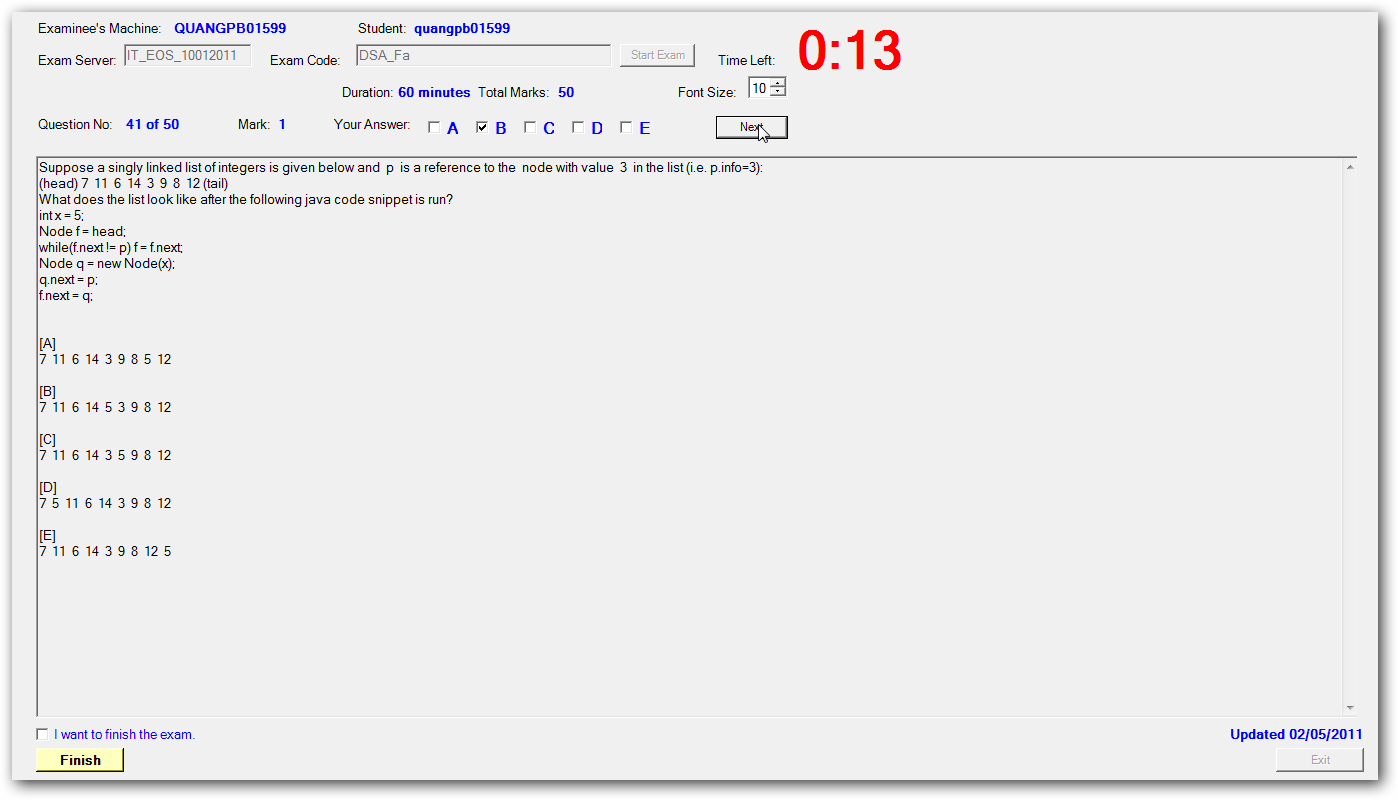 Examinee's Machine: QUANGPB01599 Student: quangpb01599
Exam Server: IT_EOS_10012011 Exam Code: DSA_Fa Start Exam Time Left: 0:13
Duration: 60 minutes Total Marks: 50 Font Size: 10
Question No: 41 of 50 Mark: 1 Your Answer: A B C D E Next
Suppose a singly linked list of integers is given below and p is a reference to the node with value 3 in the list (i.e. p.info=3):
(head) 7 11 6 14 3 9 8 12 (tail)
What does the list look like after the following java code snippet is run?
int x = 5;
Node f = head;
while(f.next != p) f = f.next;
Node q = new Node(x);
q.next = p;
f.next = q;
[A]
7 11 6 14 3 9 8 5 12
[B]
7 11 6 14 5 3 9 8 12
[C]
7 11 6 14 3 5 9 8 12
[D]
7 5 11 6 14 3 9 8 12
[E]
7 11 6 14 3 9 8 12 5
I want to finish the exam. Updated 02/05/2011
Finish Exit